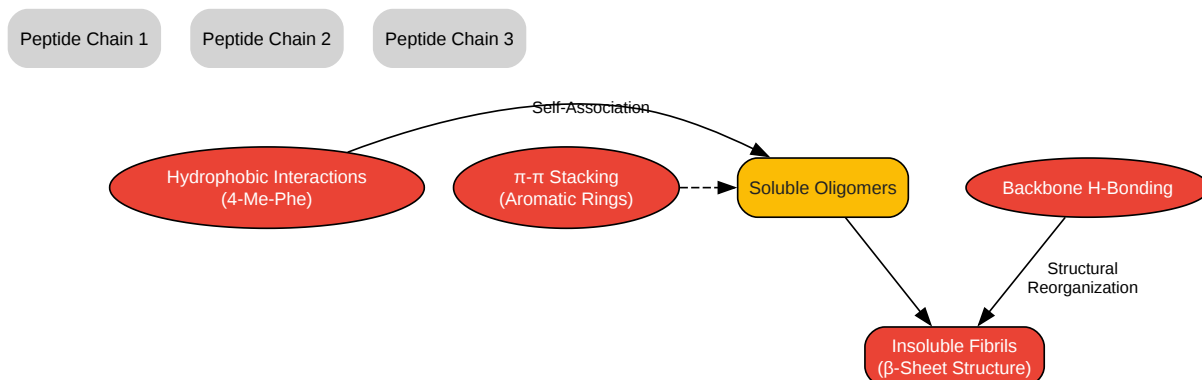 Peptide Chain 1
Peptide Chain 2
Peptide Chain 3
Self-Association
Hydrophobic Interactions
(4-Me-Phe)
π-π Stacking
(Aromatic Rings)
Soluble Oligomers
Backbone H-Bonding
Structural
Reorganization
Insoluble Fibrils
(β-Sheet Structure)